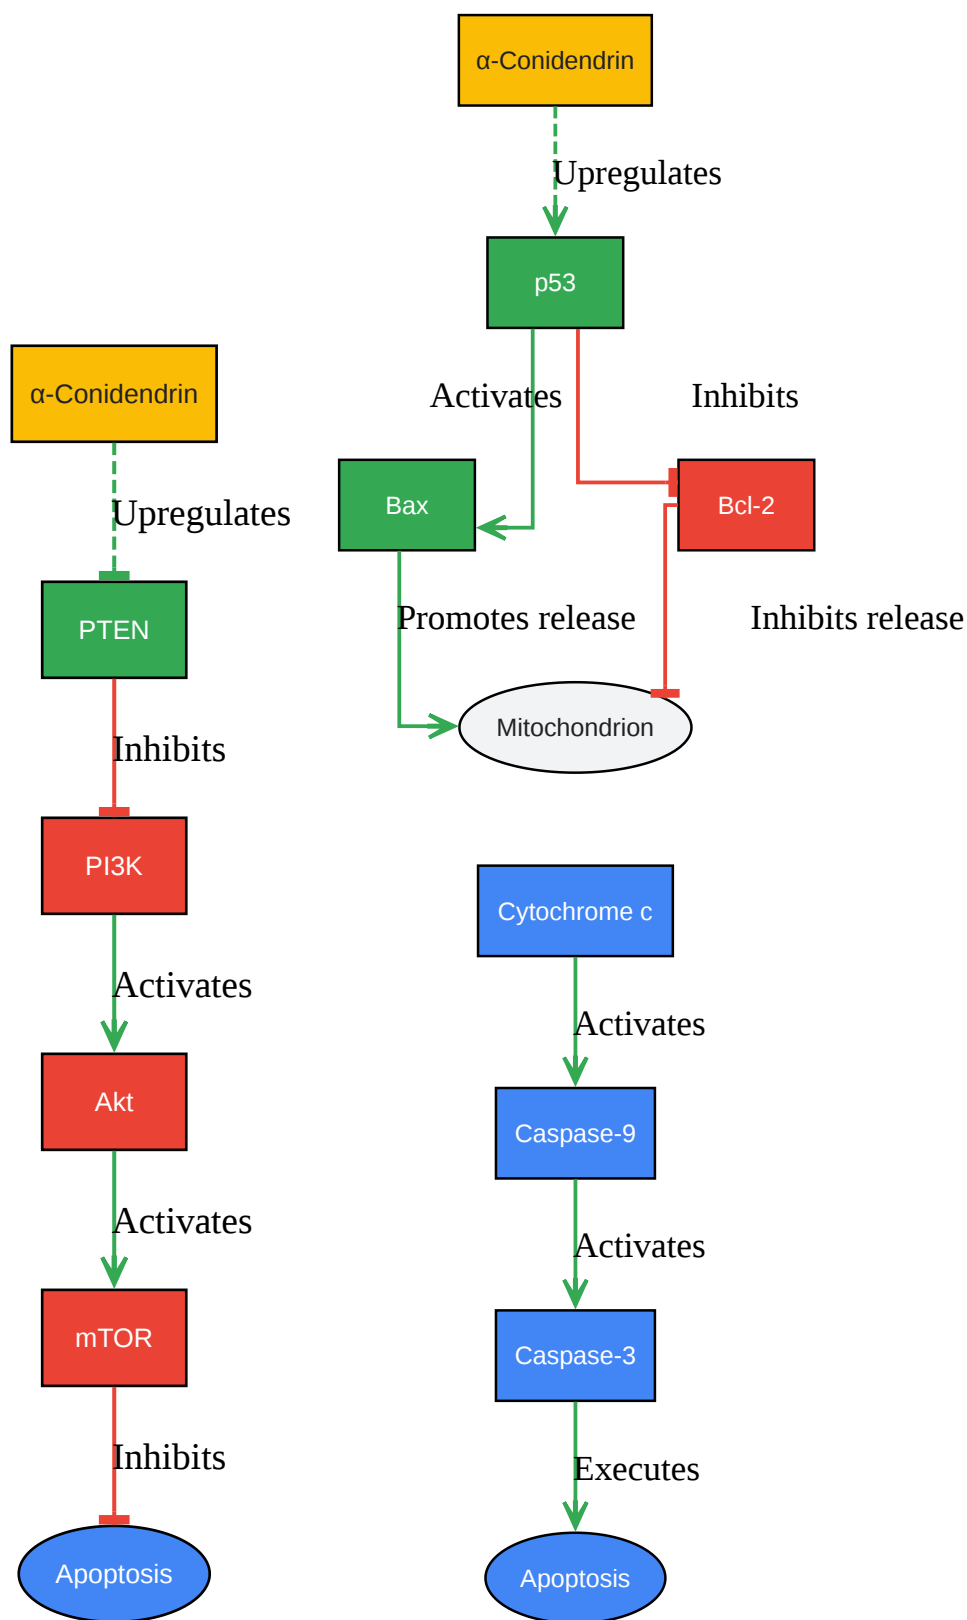 α-Conidendrin
Upregulates
PTEN
Inhibits
PI3K
Activates
Akt
Activates
mTOR
Inhibits
Apoptosis
α-Conidendrin
Upregulates
p53
Activates
Inhibits
Bax
Bcl-2
Promotes release
Inhibits release
Mitochondrion
Cytochrome c
Activates
Caspase-9
Activates
Caspase-3
Executes
Apoptosis